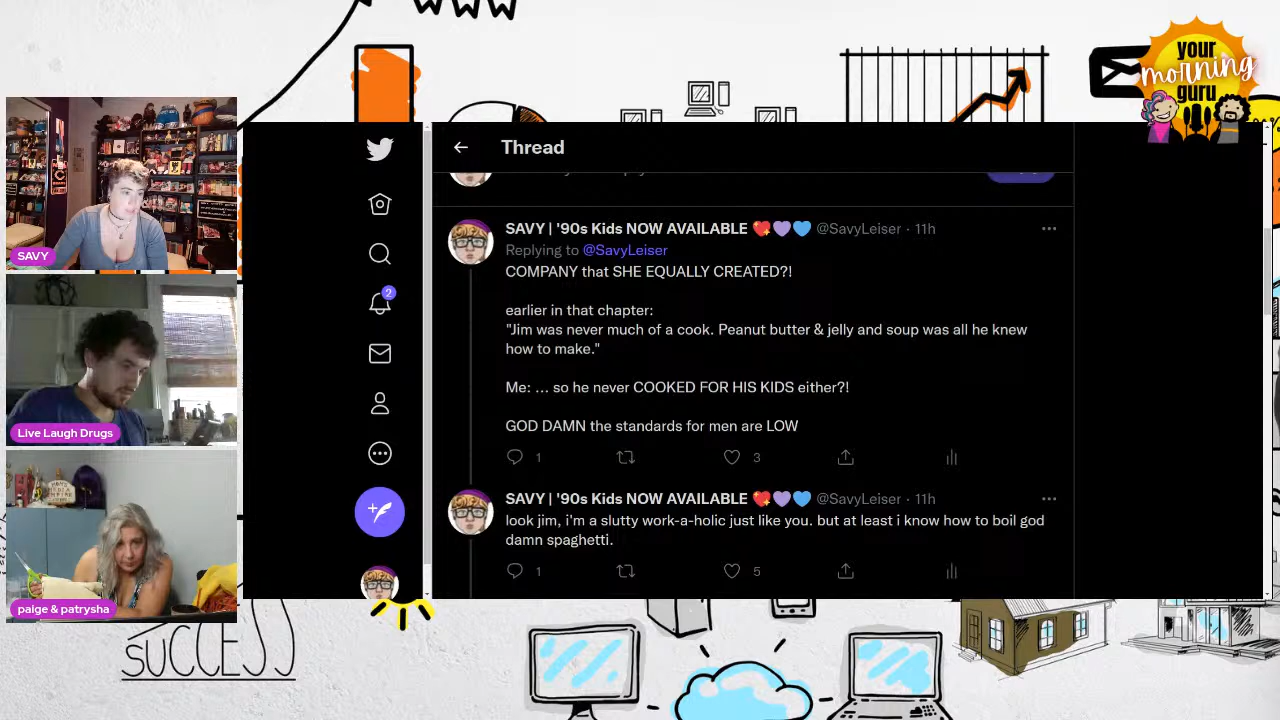 WWW
your
morning
guru
Thread
SAVY | '90s Kids NOW AVAILABLE 💖💜💙 @SavyLeiser · 11h
Replying to @SavyLeiser
COMPANY that SHE EQUALLY CREATED?!
earlier in that chapter:
"Jim was never much of a cook. Peanut butter & jelly and soup was all he knew
how to make."
Me: … so he never COOKED FOR HIS KIDS either?!
GOD DAMN the standards for men are LOW
1 3
SAVY | '90s Kids NOW AVAILABLE 💖💜💙 @SavyLeiser · 11h
look jim, i'm a slutty work-a-holic just like you. but at least i know how to boil god
damn spaghetti.
1 5
2
SAVY
Live Laugh Drugs
paige & patrysha
SUCCESS